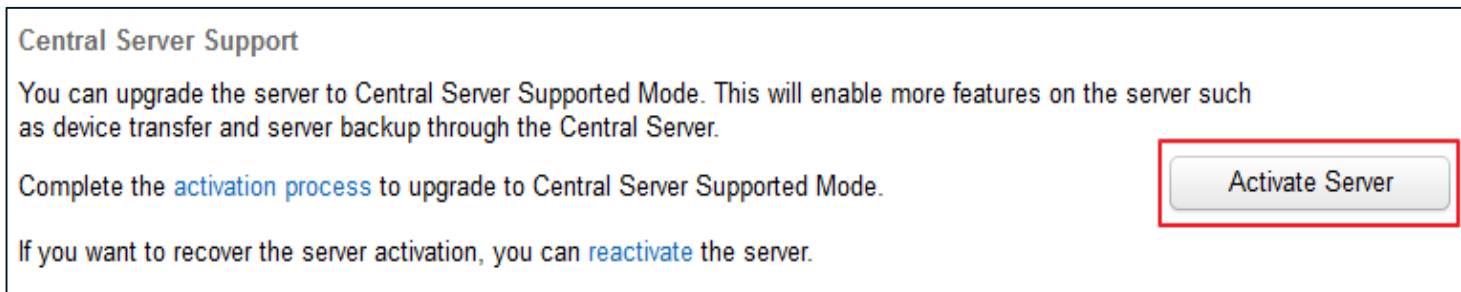 Central Server Support
You can upgrade the server to Central Server Supported Mode. This will enable more features on the server such
as device transfer and server backup through the Central Server.
Complete the activation process to upgrade to Central Server Supported Mode.
Activate Server
If you want to recover the server activation, you can reactivate the server.